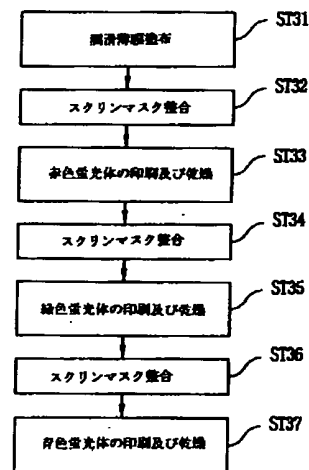 潤滑薄膜塗布
ST31
スクリンマスク整合
ST32
赤色蛍光体の印刷及び乾燥
ST33
スクリンマスク整合
ST34
緑色蛍光体の印刷及び乾燥
ST35
スクリンマスク整合
ST36
青色蛍光体の印刷及び乾燥
ST37